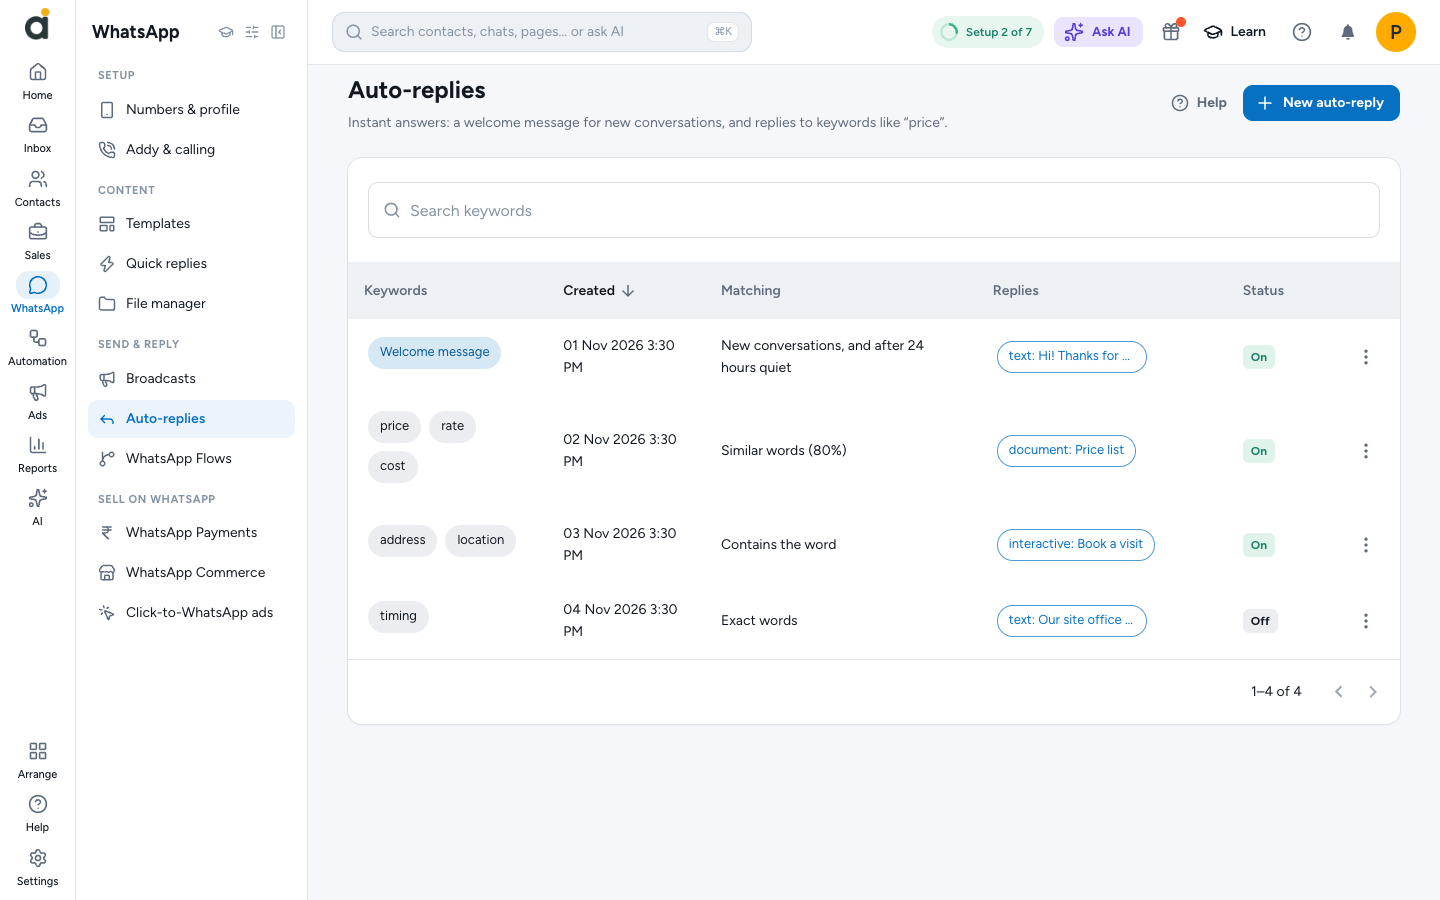 WhatsApp
Search contacts, chats, pages... or ask AI
⌘K
Setup 2 of 7
Ask AI
Learn
P
Home
Inbox
Contacts
Sales
WhatsApp
Automation
Ads
Reports
AI
Arrange
Help
Settings
SETUP
Numbers & profile
Addy & calling
CONTENT
Templates
Quick replies
File manager
SEND & REPLY
Broadcasts
Auto-replies
WhatsApp Flows
SELL ON WHATSAPP
WhatsApp Payments
WhatsApp Commerce
Click-to-WhatsApp ads
Auto-replies
Instant answers: a welcome message for new conversations, and replies to keywords like “price”.
Help
New auto-reply
Search keywords
Keywords Created Matching Replies Status
Welcome message
01 Nov 2026 3:30
PM
New conversations, and after 24
hours quiet
text: Hi! Thanks for ...
On
price rate
cost
02 Nov 2026 3:30
PM
Similar words (80%)
document: Price list
On
address location
03 Nov 2026 3:30
PM
Contains the word
interactive: Book a visit
On
timing
04 Nov 2026 3:30
PM
Exact words
text: Our site office ...
Off
1–4 of 4